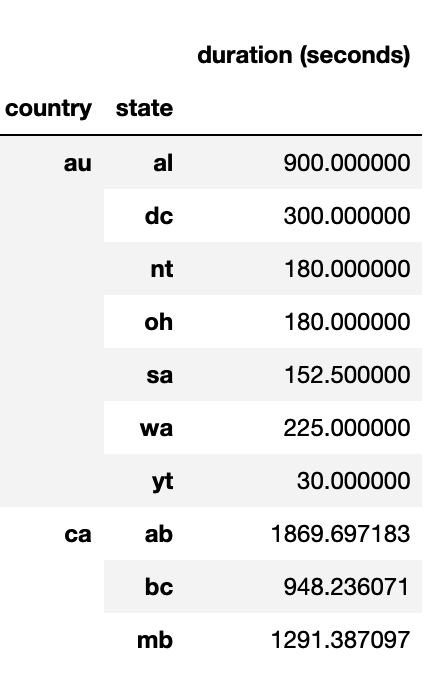 duration (seconds)
country state
au al 900.000000
dc 300.000000
nt 180.000000
oh 180.000000
sa 152.500000
wa 225.000000
yt 30.000000
ca ab 1869.697183
bc 948.236071
mb 1291.387097